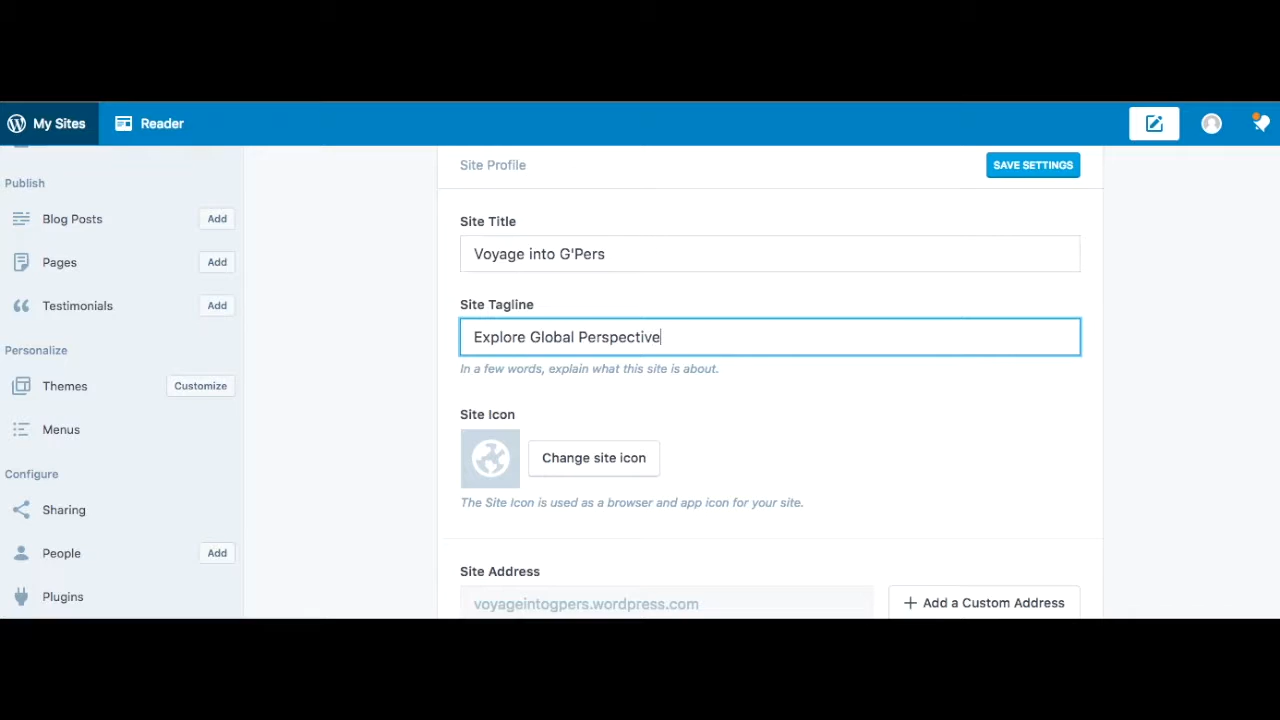 My Sites
Reader
Publish
Blog Posts
Add
Pages
Add
Testimonials
Add
Personalize
Themes
Customize
Menus
Configure
Sharing
People
Add
Plugins
Site Profile
SAVE SETTINGS
Site Title
Voyage into G'Pers
Site Tagline
Explore Global Perspective
In a few words, explain what this site is about.
Site Icon
Change site icon
The Site Icon is used as a browser and app icon for your site.
Site Address
voyageintogpers.wordpress.com
Add a Custom Address